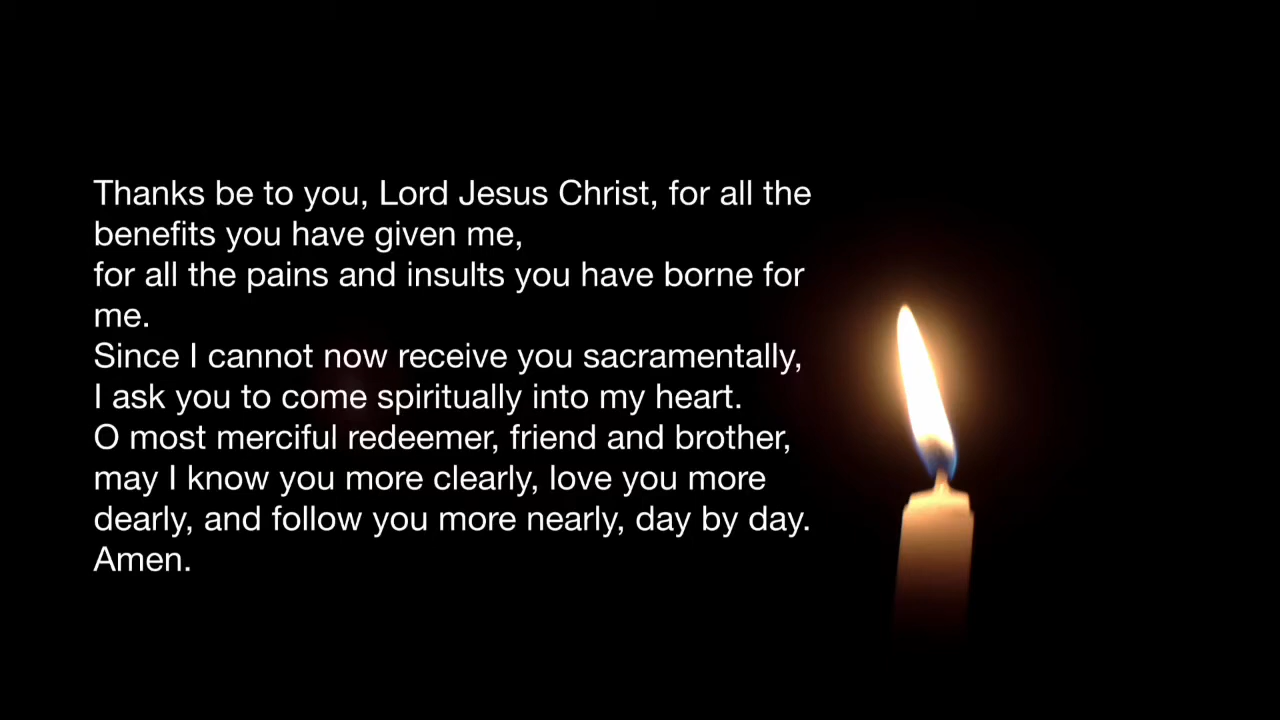 Thanks be to you, Lord Jesus Christ, for all the
benefits you have given me,
for all the pains and insults you have borne for
me.
Since I cannot now receive you sacramentally,
I ask you to come spiritually into my heart.
O most merciful redeemer, friend and brother,
may I know you more clearly, love you more
dearly, and follow you more nearly, day by day.
Amen.